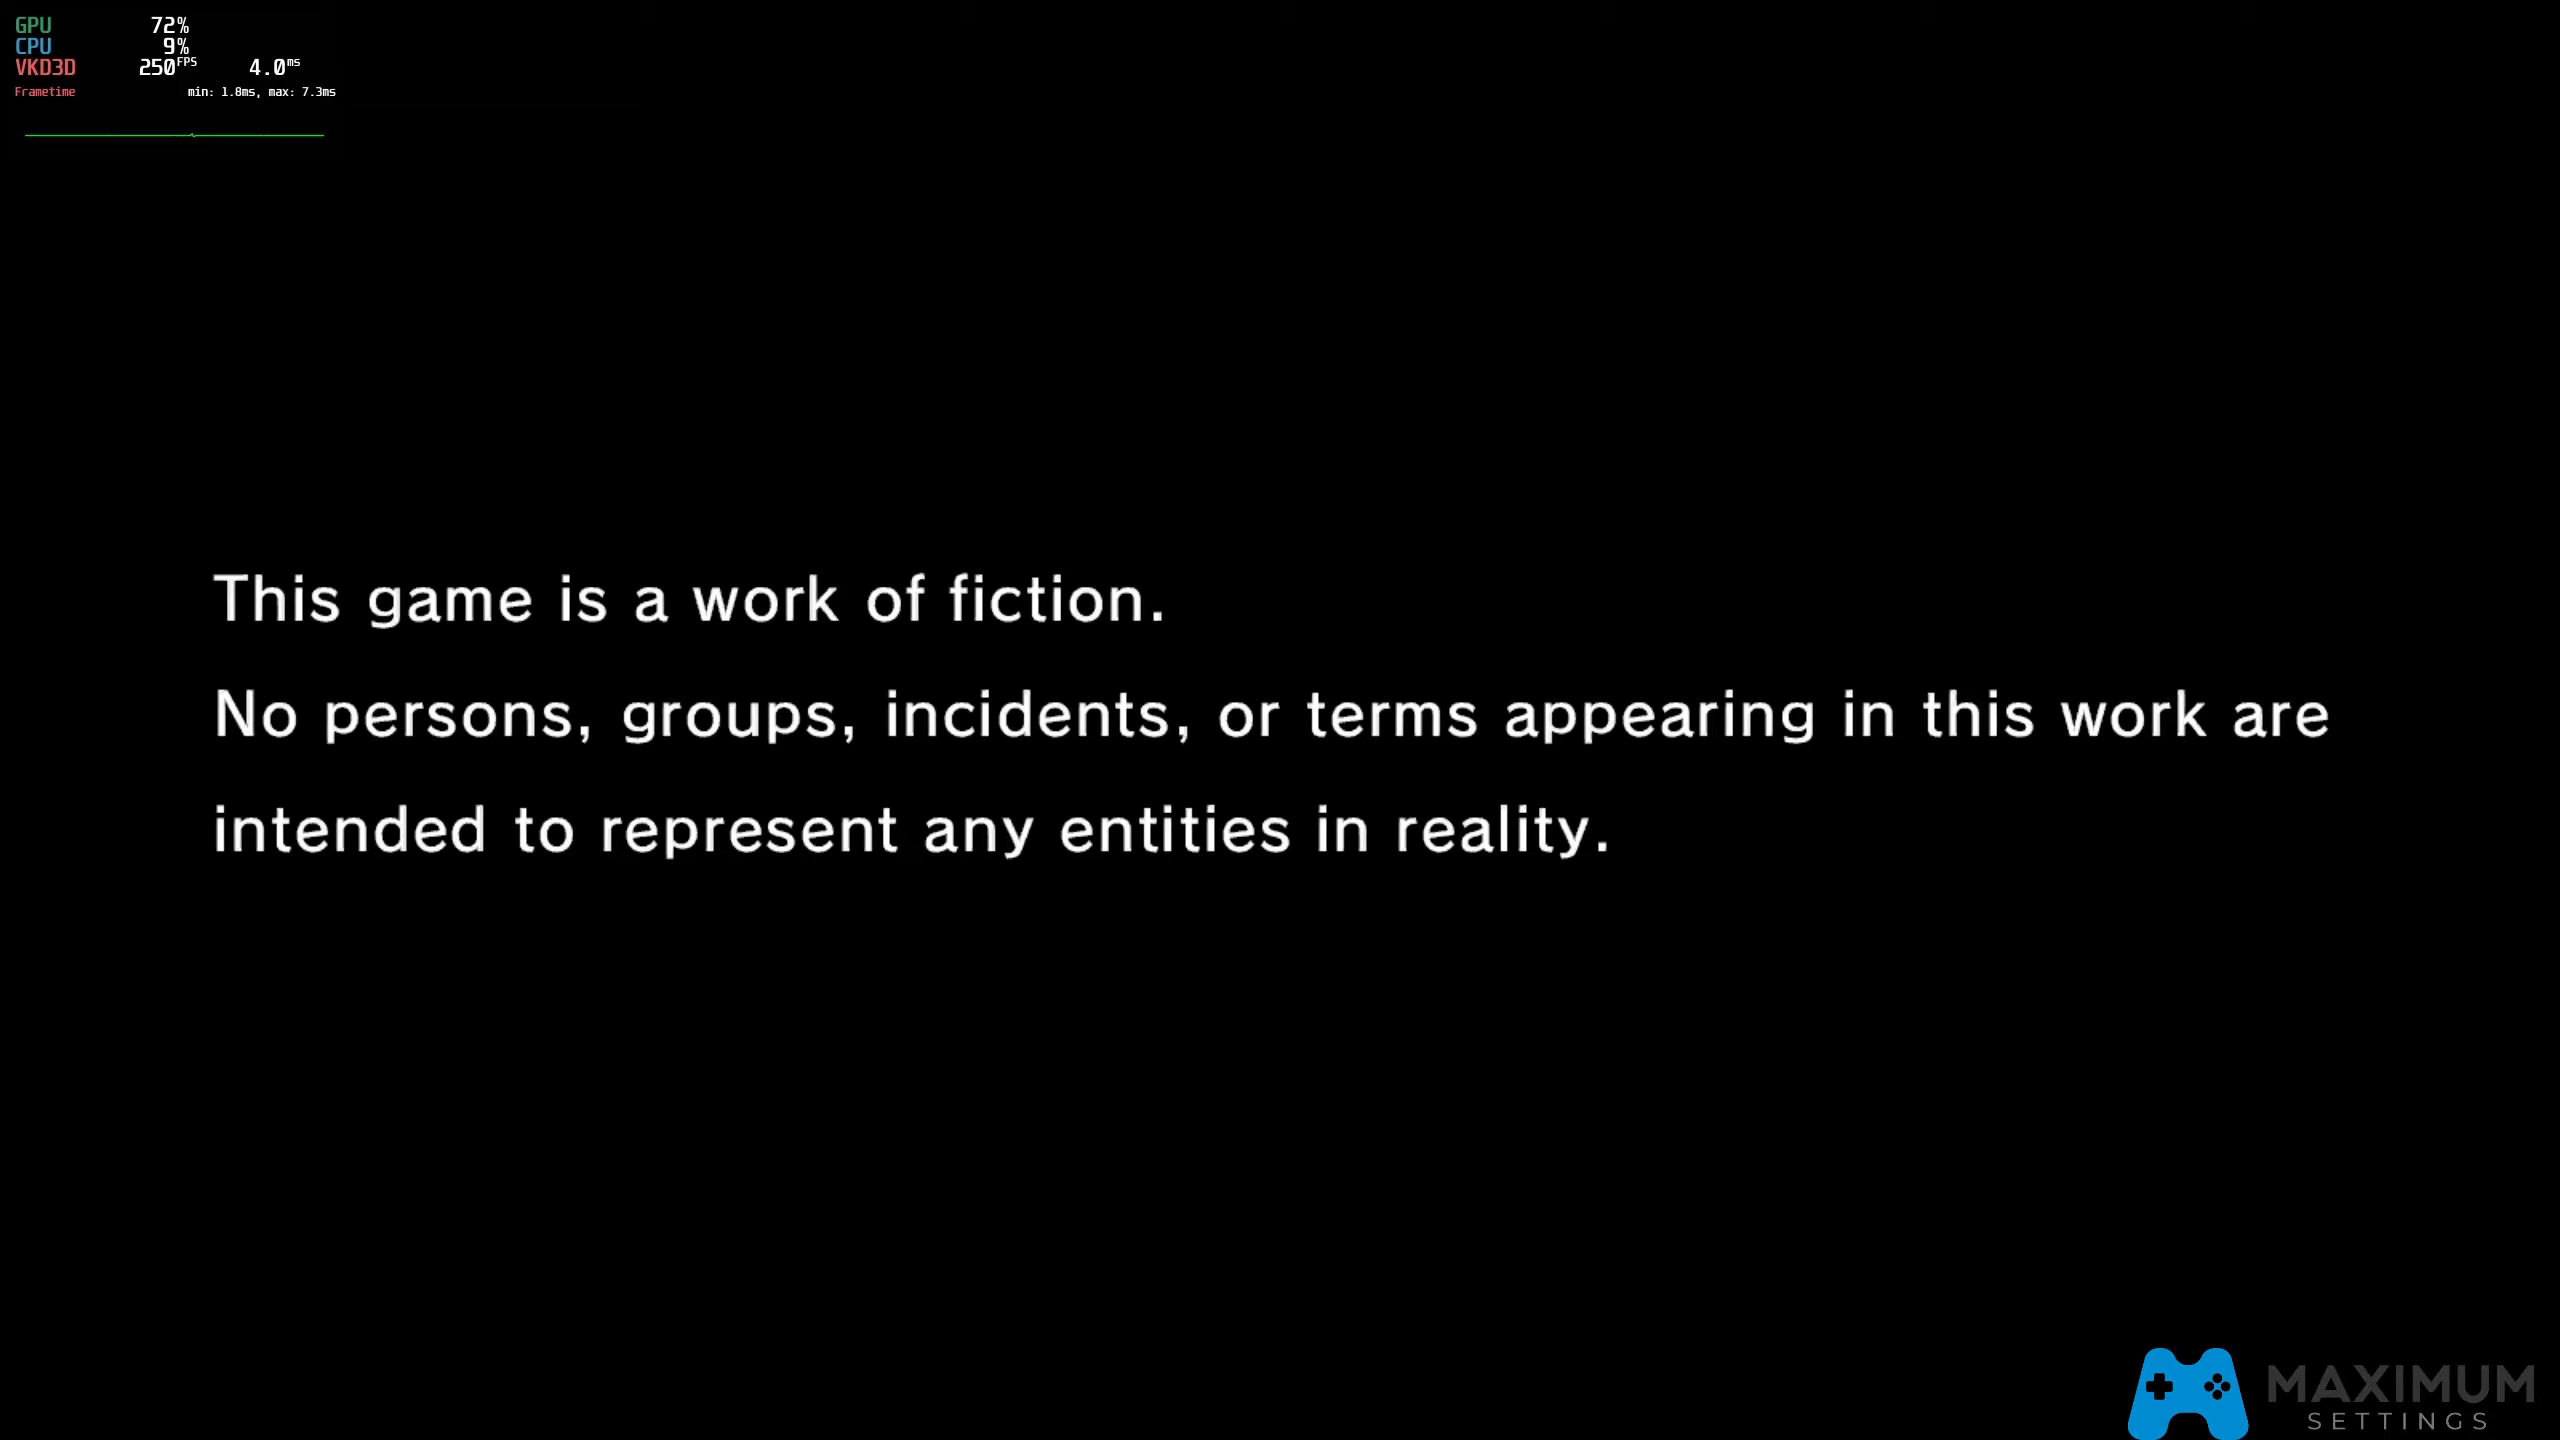 GPU 72%
CPU 9%
VKD3D 250FPS 4.0ms
Frametime min: 1.8ms, max: 7.3ms
This game is a work of fiction.
No persons, groups, incidents, or terms appearing in this work are
intended to represent any entities in reality.
MAXIMUM
SETTINGS